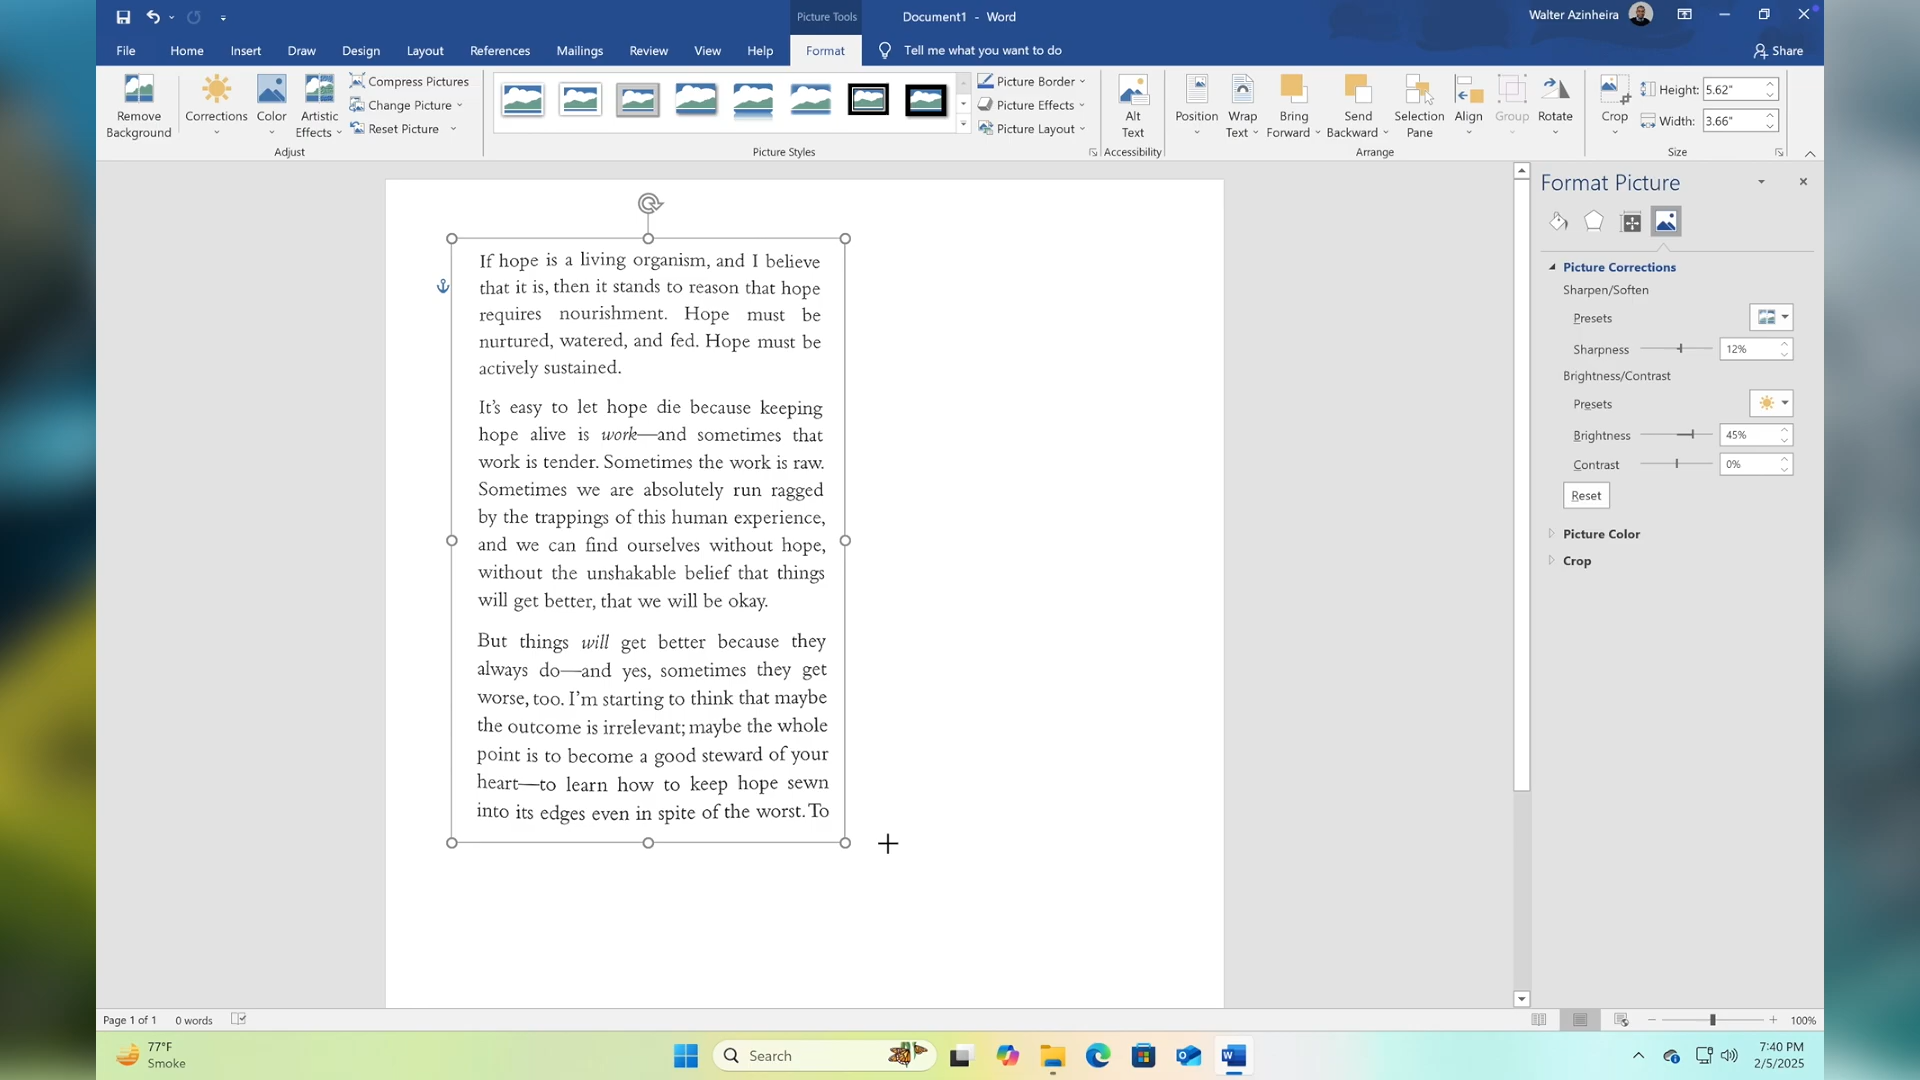 Picture Tools
Document1 - Word
Walter Azinheira
File Home Insert Draw Design Layout References Mailings Review View Help Format Tell me what you want to do Share
Remove Background
Corrections
Color
Artistic Effects
Compress Pictures
Change Picture
Reset Picture
Adjust
Picture Styles
Picture Border
Picture Effects
Picture Layout
Alt Text
Accessibility
Position
Wrap Text
Bring Forward
Send Backward
Selection Pane
Align
Group
Rotate
Arrange
Crop
Height: 5.62"
Width: 3.66"
Size
If hope is a living organism, and I believe
that it is, then it stands to reason that hope
requires nourishment. Hope must be
nurtured, watered, and fed. Hope must be
actively sustained.
It's easy to let hope die because keeping
hope alive is work—and sometimes that
work is tender. Sometimes the work is raw.
Sometimes we are absolutely run ragged
by the trappings of this human experience,
and we can find ourselves without hope,
without the unshakable belief that things
will get better, that we will be okay.
But things will get better because they
always do—and yes, sometimes they get
worse, too. I'm starting to think that maybe
the outcome is irrelevant; maybe the whole
point is to become a good steward of your
heart—to learn how to keep hope sewn
into its edges even in spite of the worst. To
Format Picture
Picture Corrections
Sharpen/Soften
Presets
Sharpness 12%
Brightness/Contrast
Presets
Brightness 45%
Contrast 0%
Reset
Picture Color
Crop
Page 1 of 1 0 words
100%
77°F
Smoke
Search
7:40 PM
2/5/2025